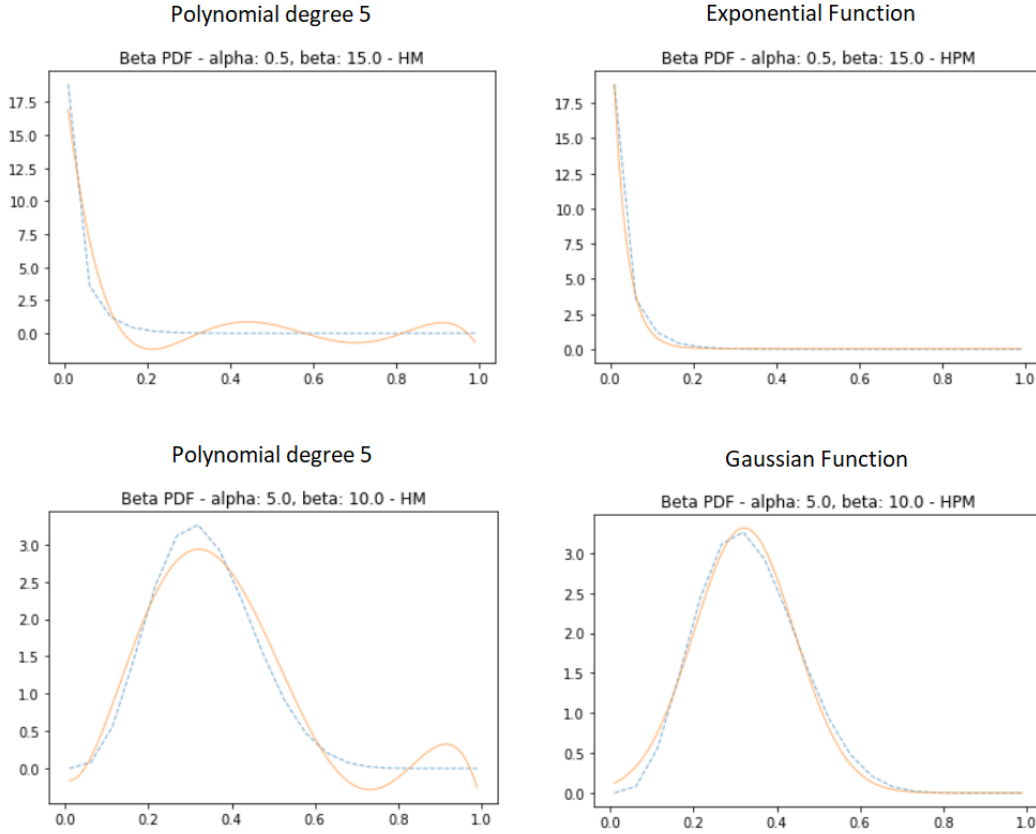 Polynomial degree 5
Exponential Function
Beta PDF - alpha: 0.5, beta: 15.0 - HM
Beta PDF - alpha: 0.5, beta: 15.0 - HPM
17.5
15.0
12.5
10.0
7.5
5.0
2.5
0.0
0.0 0.2 0.4 0.6 0.8 1.0
17.5
15.0
12.5
10.0
7.5
5.0
2.5
0.0
0.0 0.2 0.4 0.6 0.8 1.0
Polynomial degree 5
Gaussian Function
Beta PDF - alpha: 5.0, beta: 10.0 - HM
Beta PDF - alpha: 5.0, beta: 10.0 - HPM
3.0
2.5
2.0
1.5
1.0
0.5
0.0
0.0 0.2 0.4 0.6 0.8 1.0
3.0
2.5
2.0
1.5
1.0
0.5
0.0
0.0 0.2 0.4 0.6 0.8 1.0